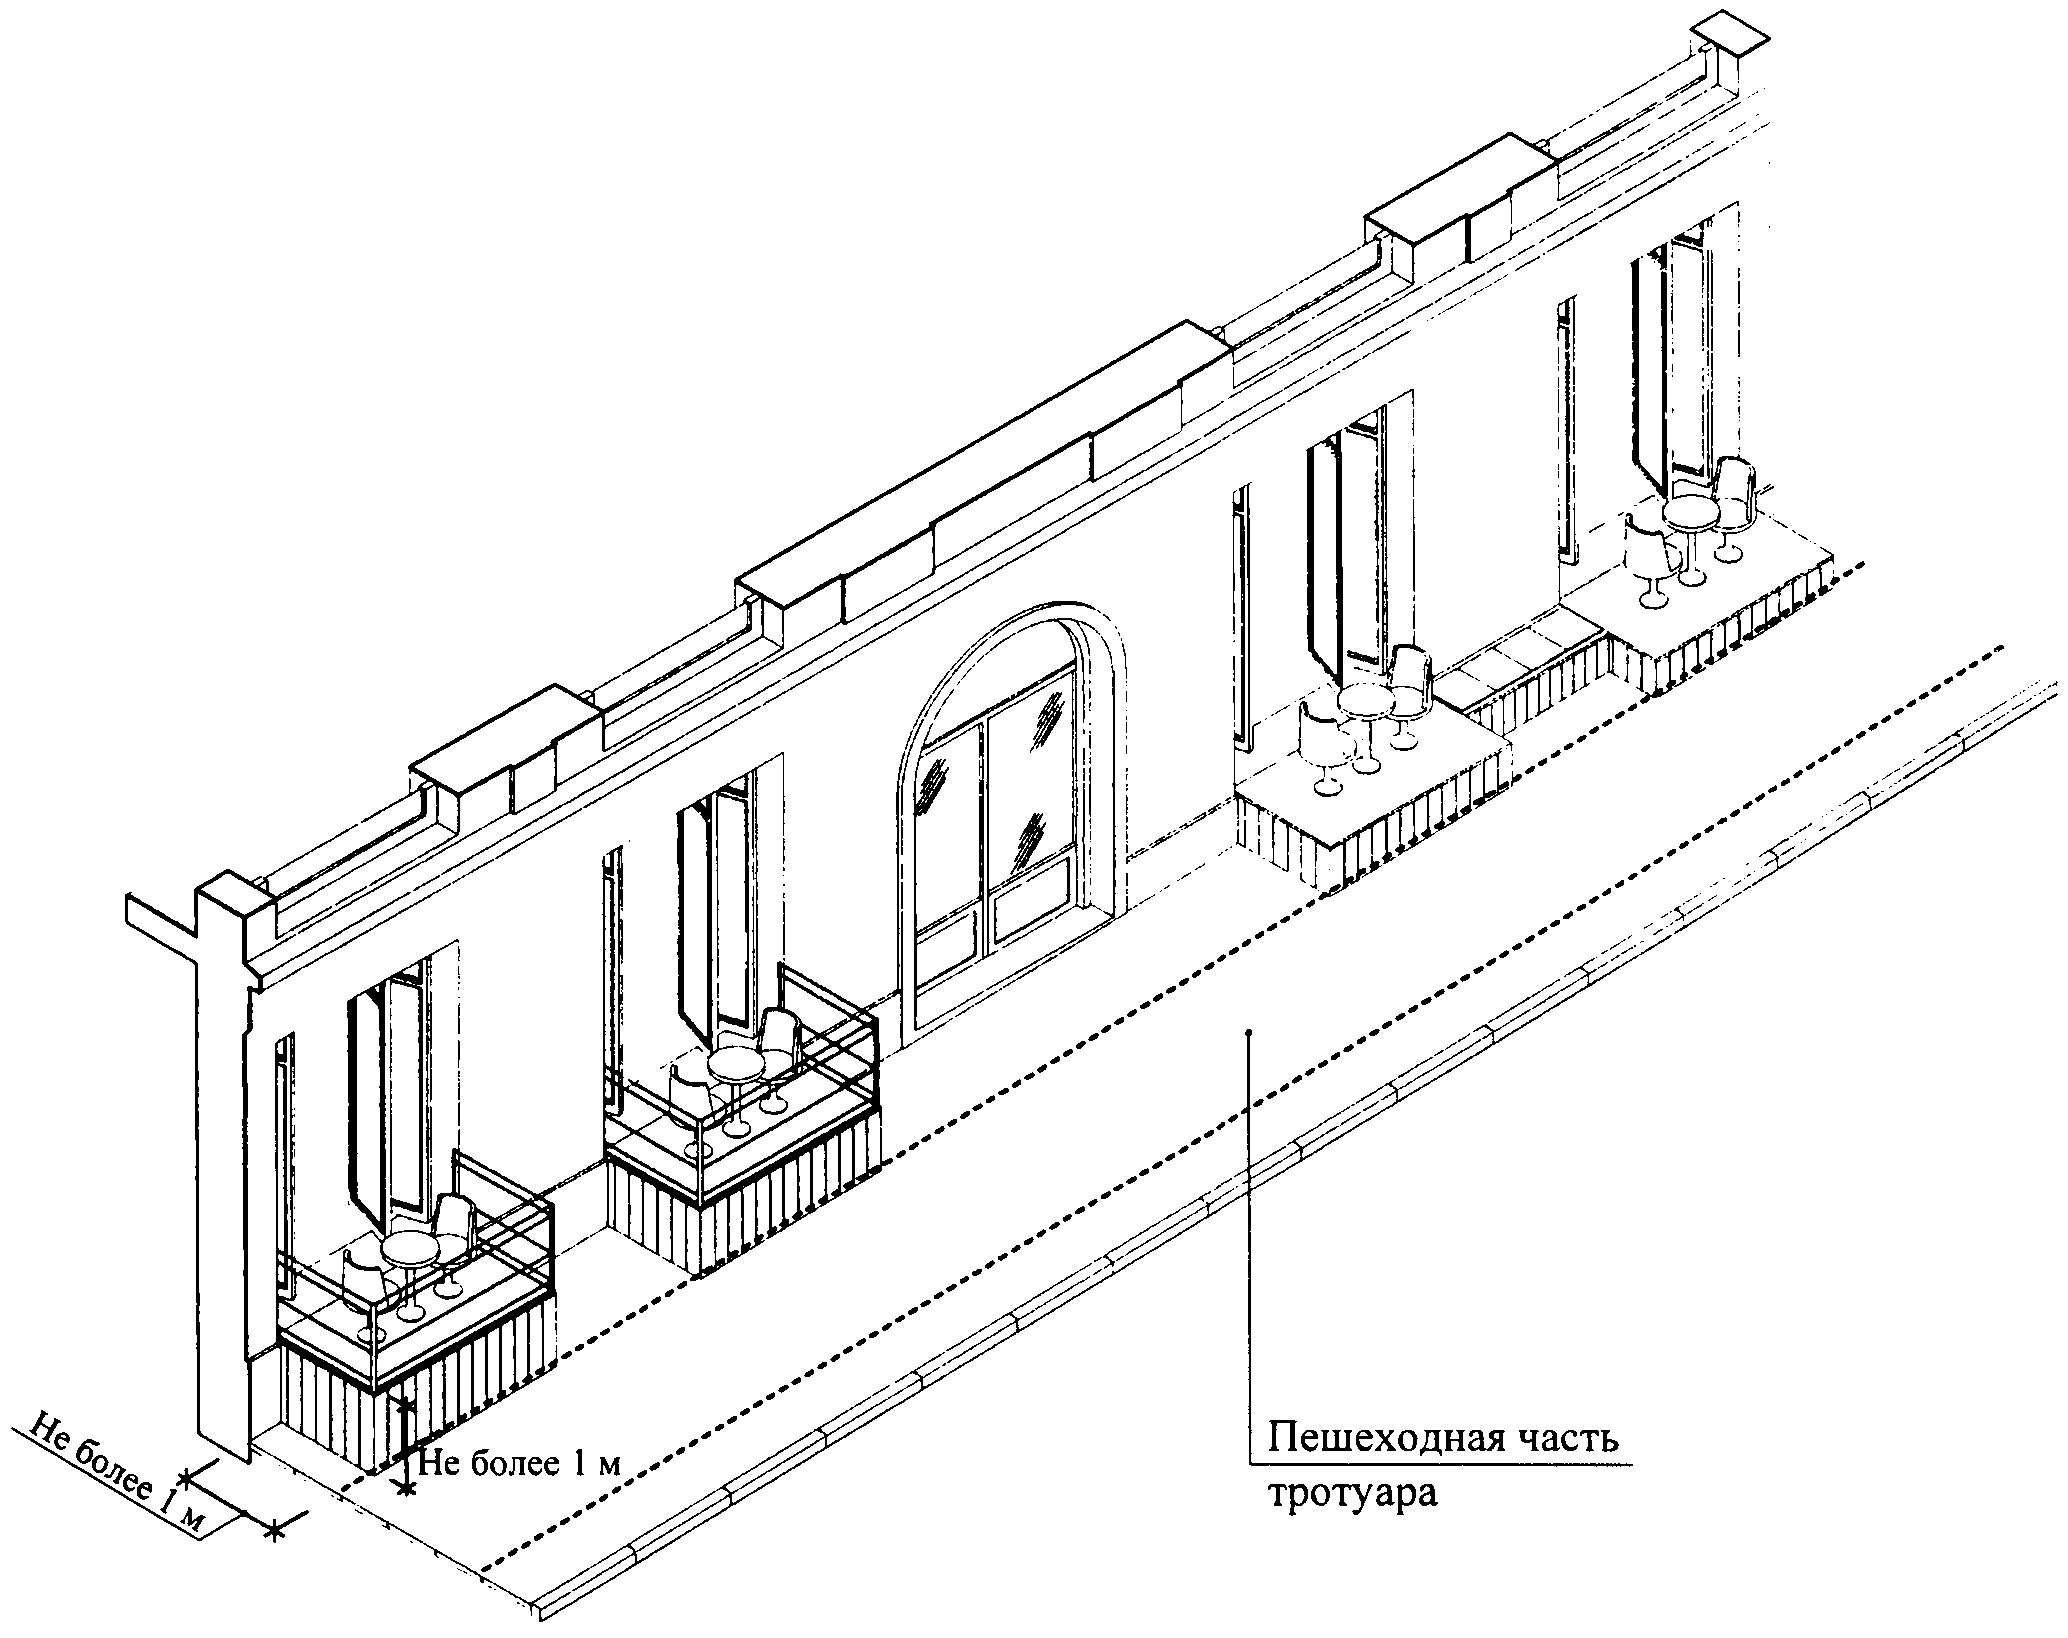 Не более 1 м
Не более 1 м
Пешеходная часть
тротуара